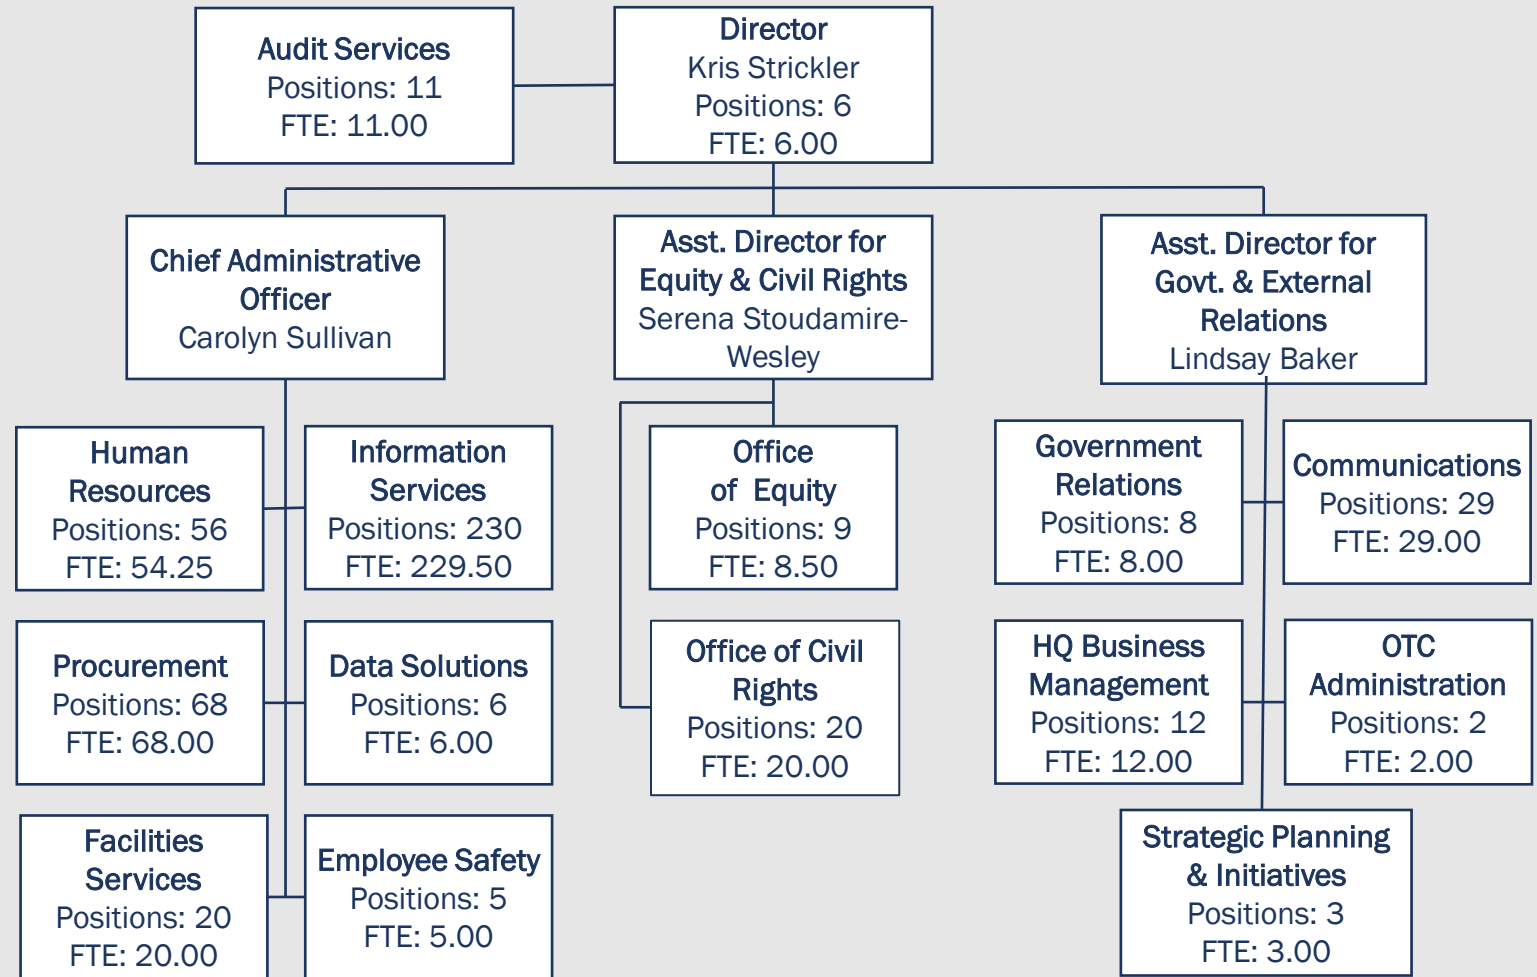 Audit Services
Positions: 11
FTE: 11.00
Director
Kris Strickler
Positions: 6
FTE: 6.00
Chief Administrative
Officer
Carolyn Sullivan
Asst. Director for
Equity & Civil Rights
Serena Stoudamire-
Wesley
Asst. Director for
Govt. & External
Relations
Lindsay Baker
Human
Resources
Positions: 56
FTE: 54.25
Information
Services
Positions: 230
FTE: 229.50
Office
of Equity
Positions: 9
FTE: 8.50
Government
Relations
Positions: 8
FTE: 8.00
Communications
Positions: 29
FTE: 29.00
Procurement
Positions: 68
FTE: 68.00
Data Solutions
Positions: 6
FTE: 6.00
Office of Civil
Rights
Positions: 20
FTE: 20.00
HQ Business
Management
Positions: 12
FTE: 12.00
OTC
Administration
Positions: 2
FTE: 2.00
Facilities
Services
Positions: 20
FTE: 20.00
Employee Safety
Positions: 5
FTE: 5.00
Strategic Planning
& Initiatives
Positions: 3
FTE: 3.00